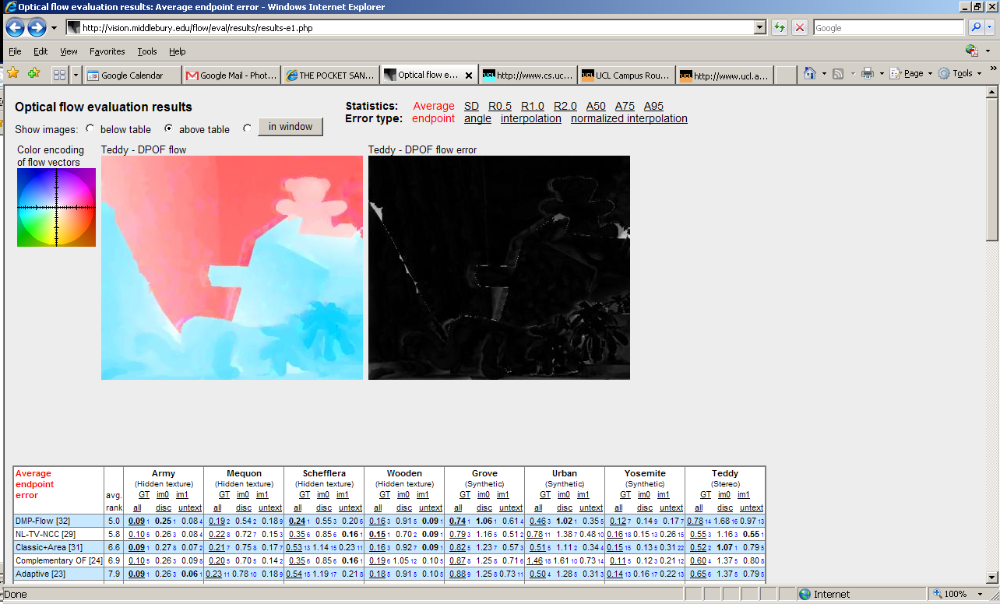 Optical flow evaluation results: Average endpoint error - Windows Internet Explorer
http://vision.middlebury.edu/flow/eval/results/results-e1.php
Google
File Edit View Favorites Tools Help
Google Calendar Google Mail - Phot... THE POCKET SAN... Optical flow e... http://www.cs.uc... UCL Campus Rou... http://www.ucl.a... Page Tools
Optical flow evaluation results
Statistics: Average SD R0.5 R1.0 R2.0 A50 A75 A95
Error type: endpoint angle interpolation normalized interpolation
Show images: below table above table in window
Color encoding
of flow vectors
Teddy - DPOF flow
Teddy - DPOF flow error
Average
endpoint
error
avg.
rank
Army Mequon Schefflera Wooden Grove Urban Yosemite Teddy
(Hidden texture) (Hidden texture) (Hidden texture) (Hidden texture) (Synthetic) (Synthetic) (Synthetic) (Stereo)
GT im0 im1 GT im0 im1 GT im0 im1 GT im0 im1 GT im0 im1 GT im0 im1 GT im0 im1 GT im0 im1
all disc untext all disc untext all disc untext all disc untext all disc untext all disc untext all disc untext all disc untext
DMP-Flow [32] 5.0 0.09 1 0.25 1 0.08 4 0.19 2 0.54 2 0.18 9 0.24 1 0.55 3 0.20 6 0.16 3 0.91 5 0.09 1 0.74 1 1.06 1 0.61 4 0.46 3 1.02 1 0.35 5 0.12 7 0.14 9 0.17 7 0.78 14 1.68 16 0.97 13
NL-TV-NCC [29] 5.8 0.10 5 0.26 3 0.08 4 0.22 8 0.72 7 0.15 3 0.35 6 0.85 6 0.16 1 0.15 1 0.70 2 0.09 1 0.79 3 1.16 5 0.51 2 0.78 11 1.38 7 0.48 10 0.16 18 0.15 13 0.26 15 0.55 3 1.16 3 0.55 1
Classic+Area [31] 6.6 0.09 1 0.27 8 0.07 2 0.21 7 0.75 8 0.17 7 0.53 13 1.14 15 0.23 11 0.16 3 0.92 7 0.09 1 0.82 5 1.23 7 0.57 3 0.51 5 1.11 2 0.34 4 0.15 15 0.13 5 0.31 22 0.52 2 1.07 1 0.79 5
Complementary OF [24] 6.9 0.10 5 0.26 3 0.09 8 0.20 5 0.70 5 0.14 2 0.35 6 0.85 6 0.16 1 0.19 6 1.05 12 0.10 5 0.87 8 1.25 8 0.71 6 1.46 18 1.61 10 0.73 14 0.11 5 0.12 3 0.21 12 0.60 4 1.37 5 0.80 8
Adaptive [23] 7.9 0.09 1 0.26 3 0.06 1 0.23 11 0.78 10 0.18 9 0.54 15 1.19 17 0.21 8 0.18 5 0.91 5 0.10 5 0.88 9 1.25 8 0.73 11 0.50 4 1.28 5 0.31 3 0.14 13 0.16 17 0.22 13 0.65 6 1.37 5 0.79 5
Done Internet 100%